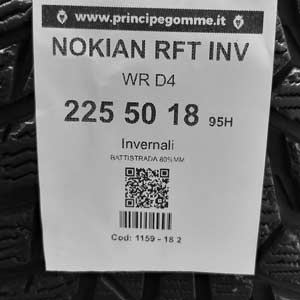 www.principegomme.it
NOKIAN RFT INV
WR D4
225 50 18 95H
Invernali
BATTISTRADA 80%MM
Cod: 1159 - 18 2